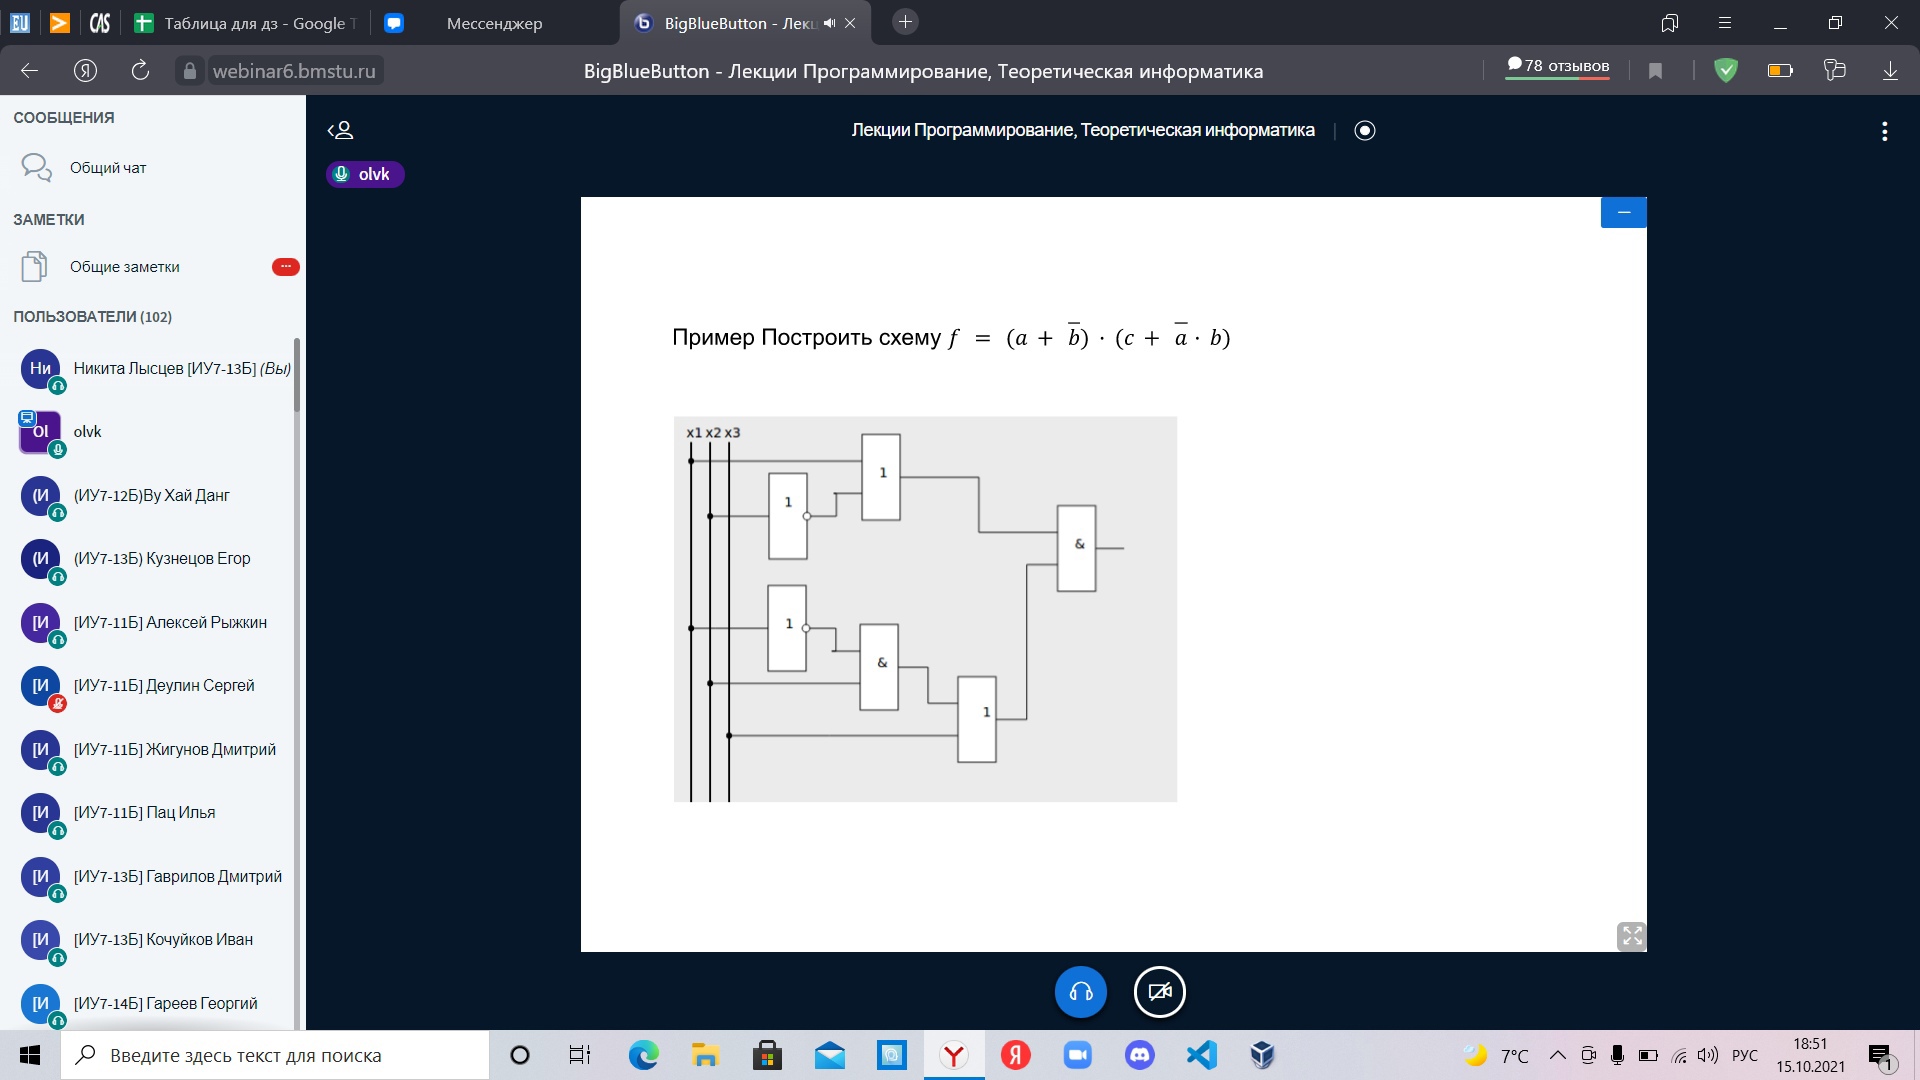 EU
CAS
Таблица для дз - Google Т
Мессенджер
BigBlueButton - Лекц
webinar6.bmstu.ru
BigBlueButton - Лекции Программирование, Теоретическая информатика
78 отзывов
СООБЩЕНИЯ
Общий чат
ЗАМЕТКИ
Общие заметки
ПОЛЬЗОВАТЕЛИ (102)
Ни Никита Лысцев [ИУ7-13Б] (Вы)
Ol olvk
(И (ИУ7-12Б)Ву Хай Данг
(И (ИУ7-13Б) Кузнецов Егор
[И [ИУ7-11Б] Алексей Рыжкин
[И [ИУ7-11Б] Деулин Сергей
[И [ИУ7-11Б] Жигунов Дмитрий
[И [ИУ7-11Б] Пац Илья
[И [ИУ7-13Б] Гаврилов Дмитрий
[И [ИУ7-13Б] Кочуйков Иван
[И [ИУ7-14Б] Гареев Георгий
Лекции Программирование, Теоретическая информатика
olvk
Пример Построить схему f = (a + b̅) · (c + a̅ · b)
x1 x2 x3
1
1
&
1
&
1
Введите здесь текст для поиска
7°C
РУС
18:51
15.10.2021
1